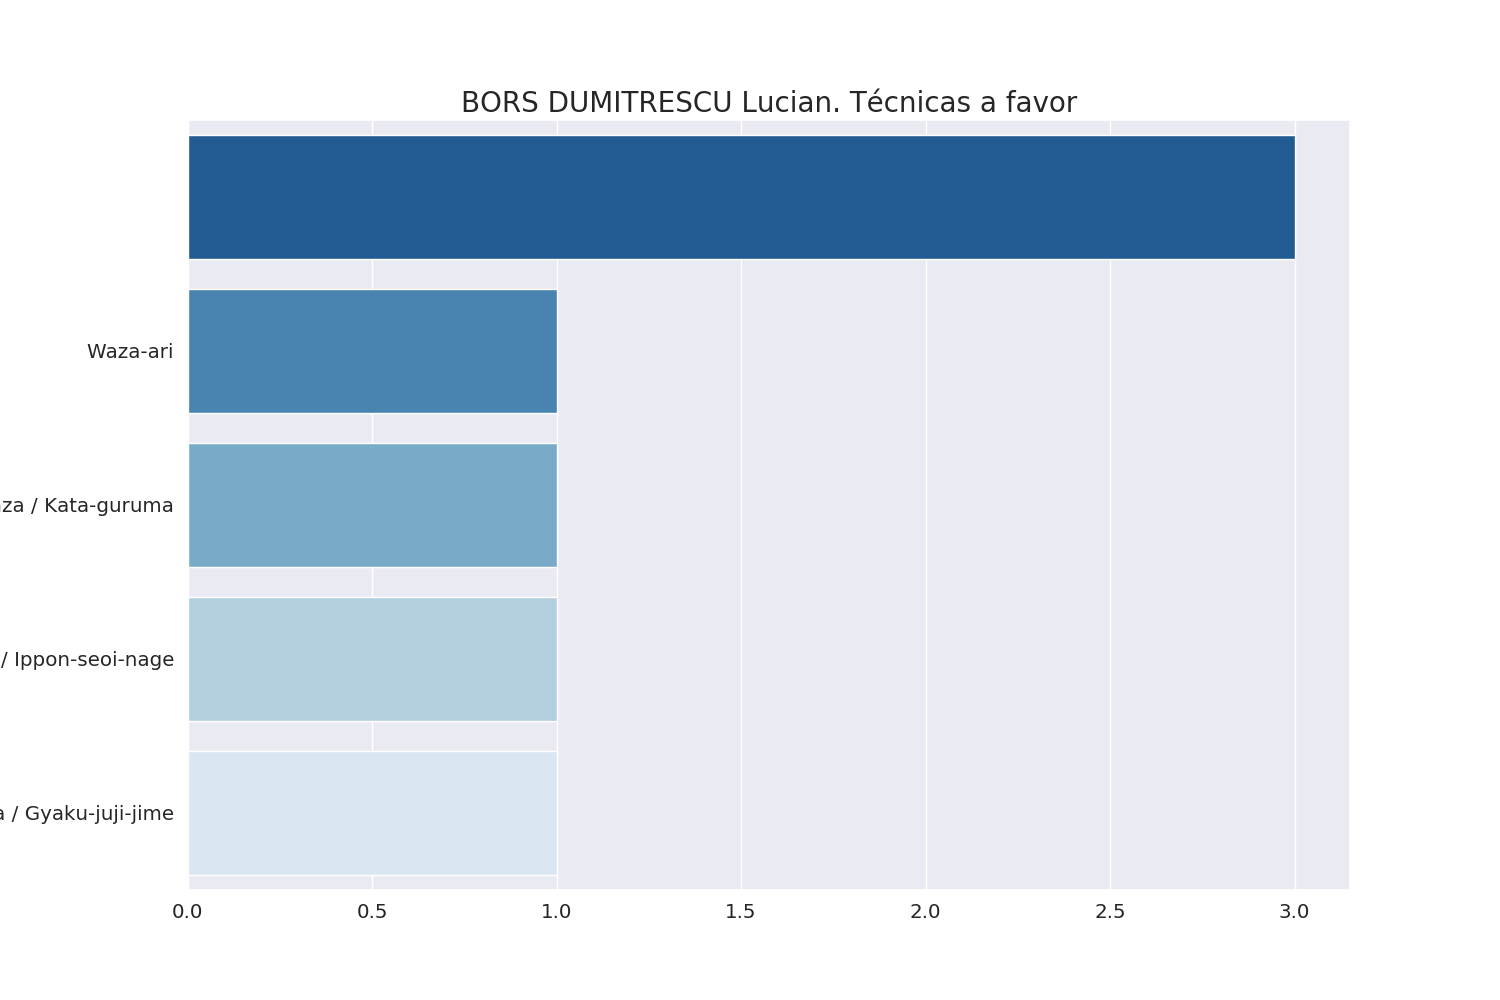 BORS DUMITRESCU Lucian. Técnicas a favor
Waza-ari
/ Kata-guruma
/ Ippon-seoi-nage
/ Gyaku-juji-jime
0.0 0.5 1.0 1.5 2.0 2.5 3.0